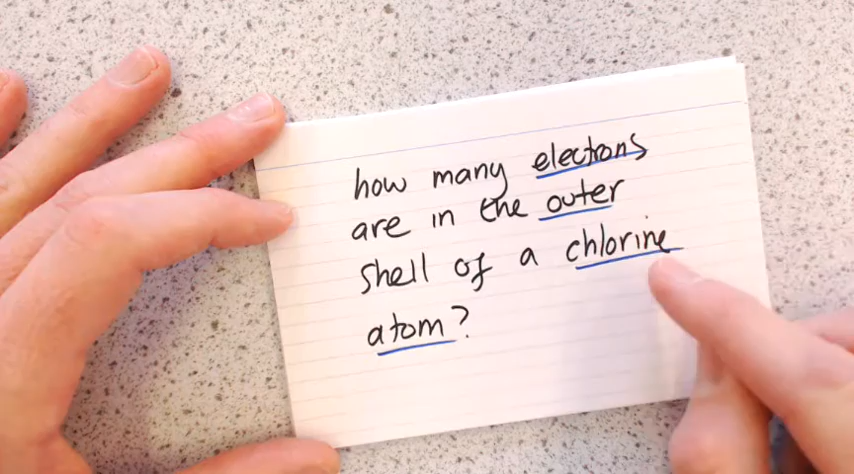 how many electrons
are in the outer
shell of a chlorine
atom?